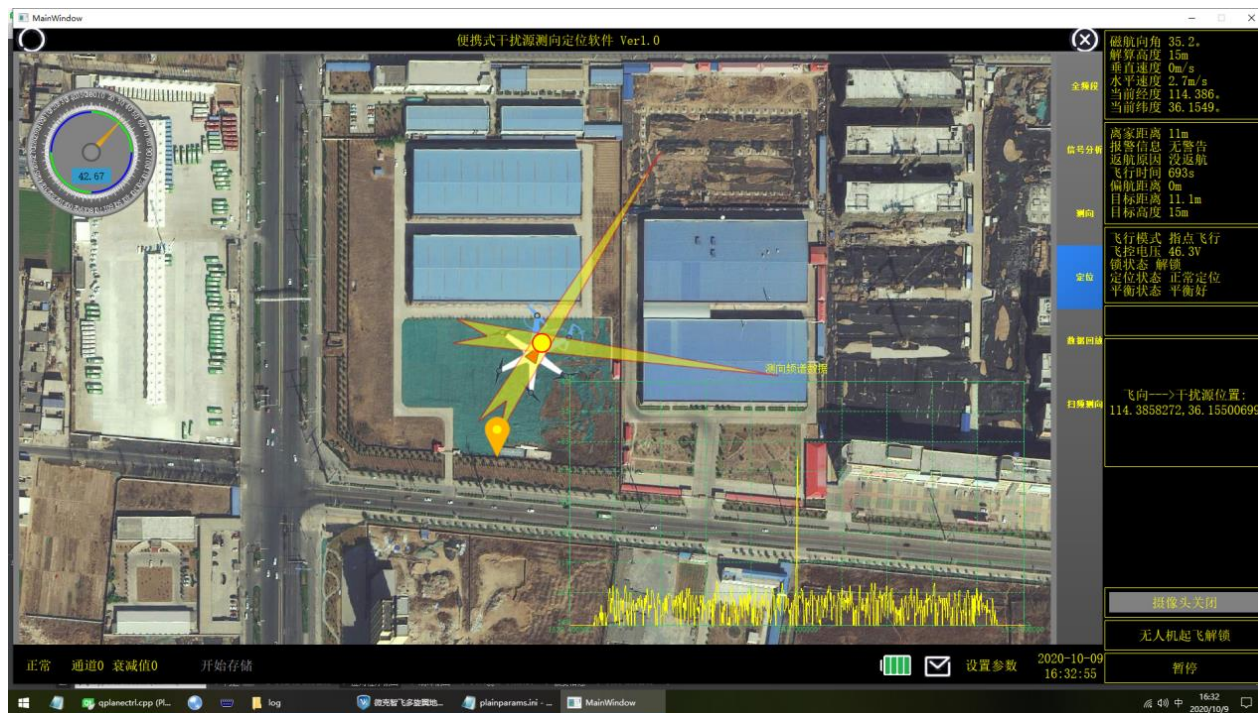 MainWindow
便携式干扰源测向定位软件 Ver1.0
42.67
全频段
信号分析
测向
定位
数据回放
扫频测向
测向频谱数据
磁航向角 35.2。
解算高度 15m
垂直速度 0m/s
水平速度 2.7m/s
当前经度 114.386。
当前纬度 36.1549。
离家距离 11m
报警信息 无警告
返航原因 没返航
飞行时间 693s
偏航距离 0m
目标距离 11.1m
目标高度 15m
飞行模式 指点飞行
飞控电压 46.3V
锁状态 解锁
定位状态 正常定位
平衡状态 平衡好
飞向--->干扰源位置:
114.3858272,36.15500699
摄像头关闭
无人机起飞解锁
暂停
正常 通道0 衰减值0 开始存储
设置参数
2020-10-09
16:32:55
qplanectrl.cpp (Pl...
log
微克智飞多旋翼地...
plainparams.ini - ...
MainWindow
中
16:32
2020/10/9